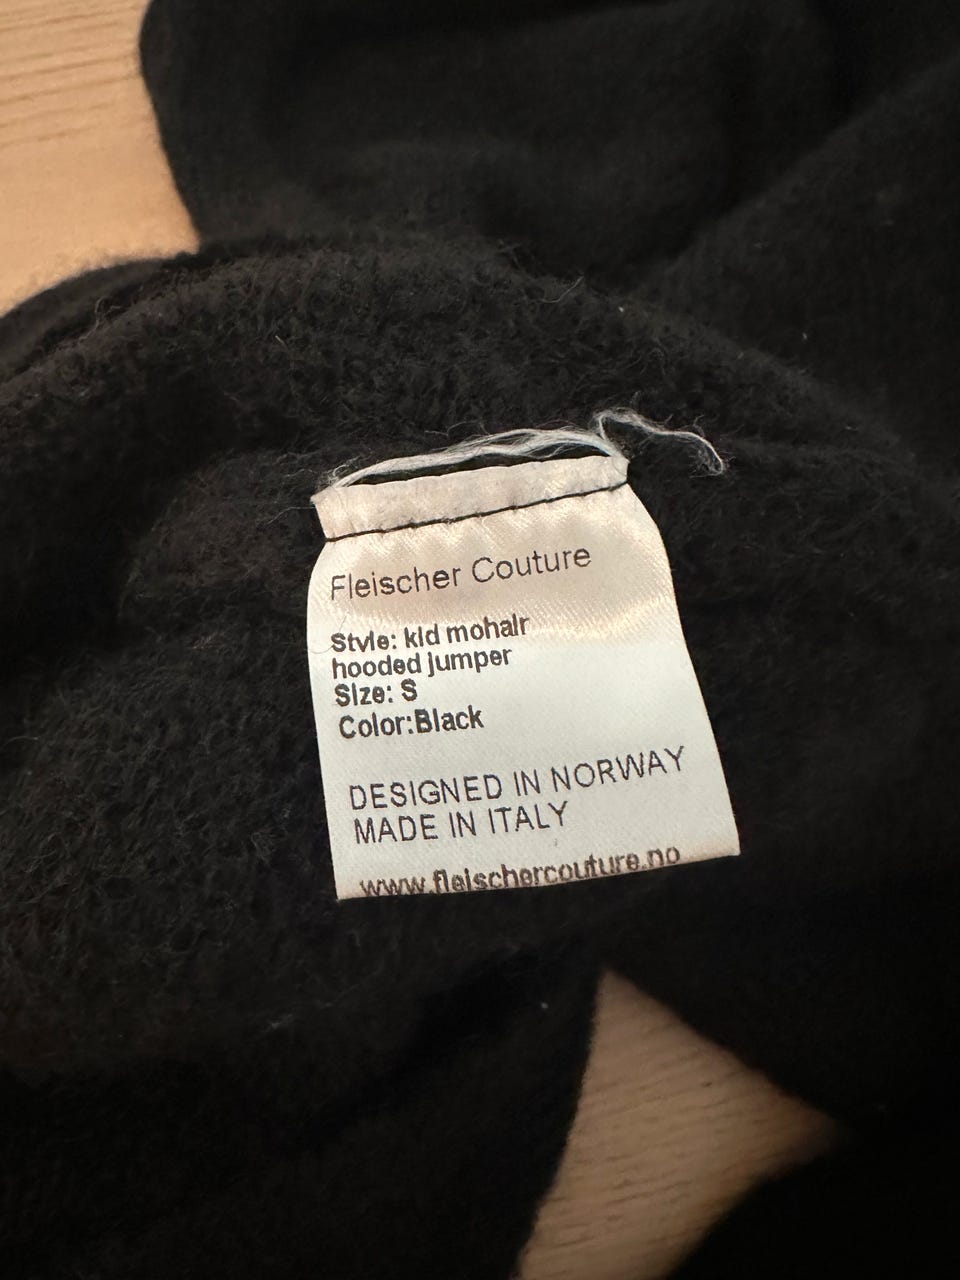 Fleischer Couture
Style: kid mohair
hooded jumper
Size: S
Color:Black
DESIGNED IN NORWAY
MADE IN ITALY
www.fleischercouture.no